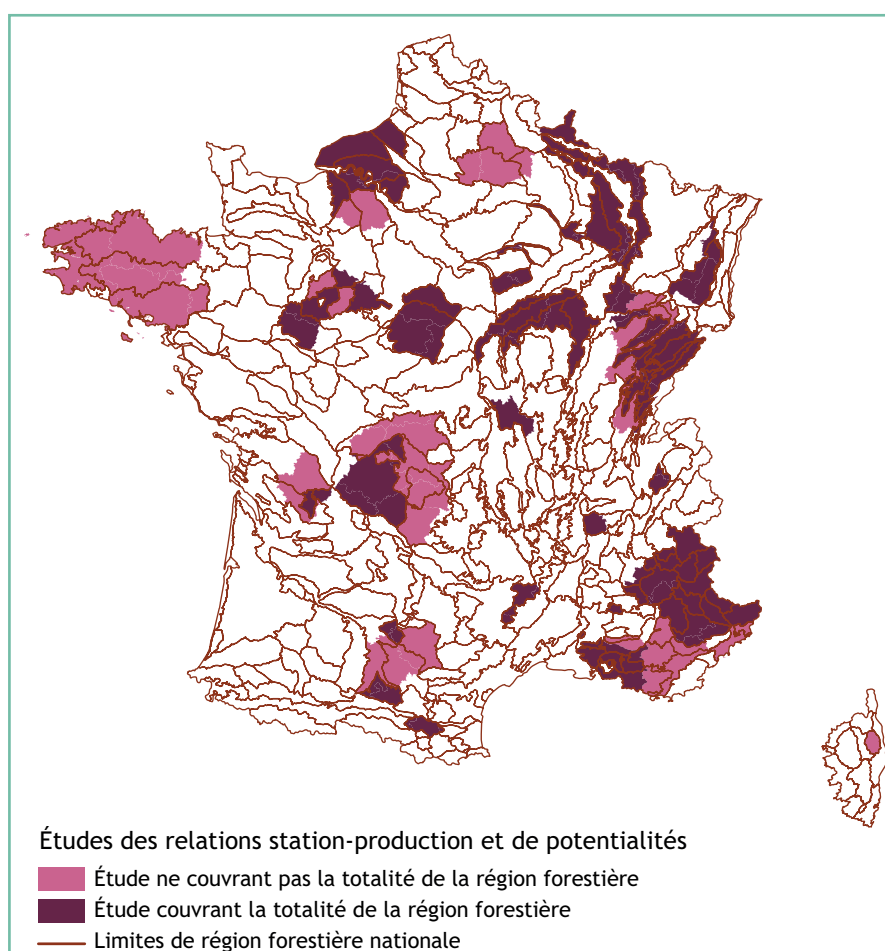 Études des relations station-production et de potentialités
Étude ne couvrant pas la totalité de la région forestière
Étude couvrant la totalité de la région forestière
Limites de région forestière nationale